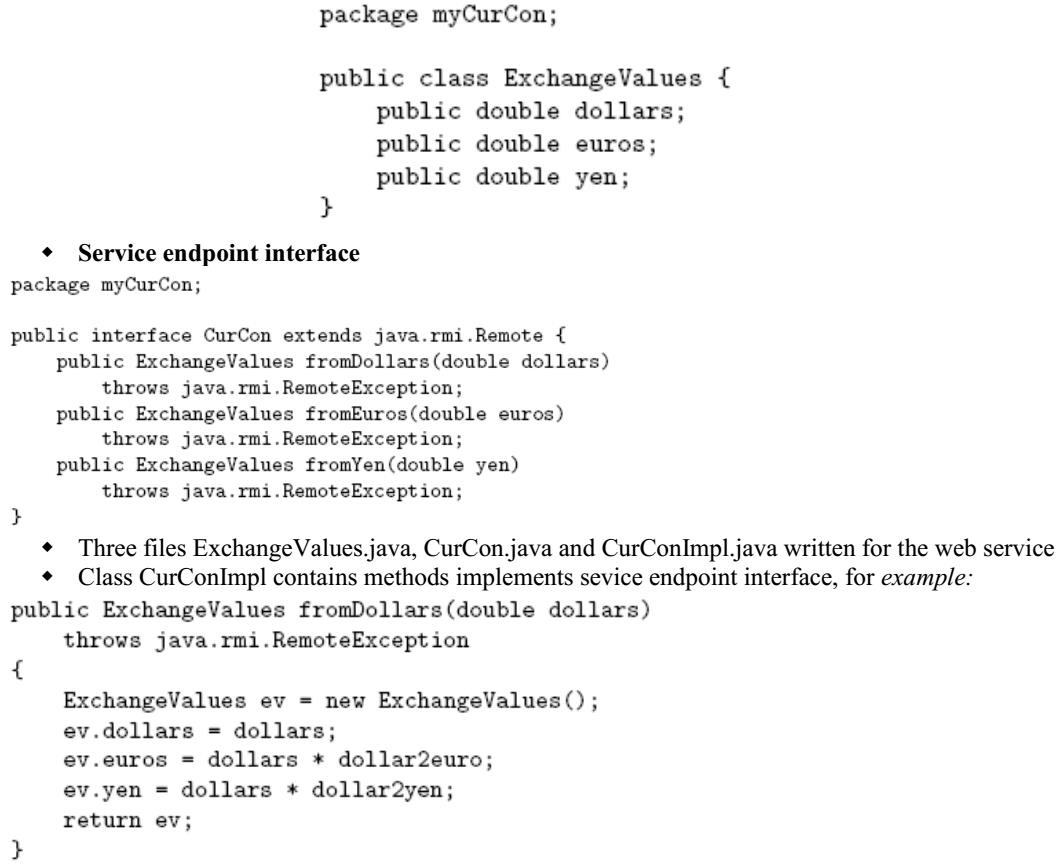 package myCurCon;
public class ExchangeValues {
public double dollars;
public double euros;
public double yen;
}
◆ Service endpoint interface
package myCurCon;
public interface CurCon extends java.rmi.Remote {
public ExchangeValues fromDollars(double dollars)
throws java.rmi.RemoteException;
public ExchangeValues fromEuros(double euros)
throws java.rmi.RemoteException;
public ExchangeValues fromYen(double yen)
throws java.rmi.RemoteException;
}
◆ Three files ExchangeValues.java, CurCon.java and CurConImpl.java written for the web service
◆ Class CurConImpl contains methods implements sevice endpoint interface, for example:
public ExchangeValues fromDollars(double dollars)
throws java.rmi.RemoteException
{
ExchangeValues ev = new ExchangeValues();
ev.dollars = dollars;
ev.euros = dollars * dollar2euro;
ev.yen = dollars * dollar2yen;
return ev;
}